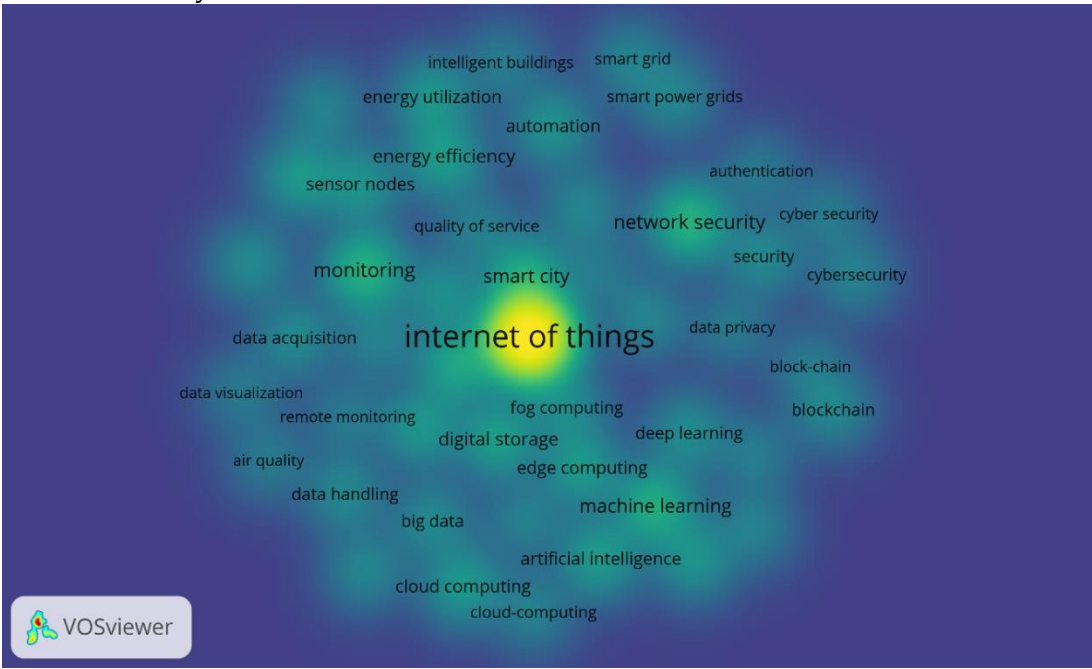 intelligent buildings
smart grid
energy utilization
smart power grids
automation
energy efficiency
authentication
sensor nodes
network security
cyber security
quality of service
security
monitoring
smart city
cybersecurity
data acquisition
internet of things
data privacy
block-chain
data visualization
remote monitoring
fog computing
blockchain
digital storage
deep learning
air quality
edge computing
data handling
machine learning
big data
artificial intelligence
cloud computing
cloud-computing
VOSviewer